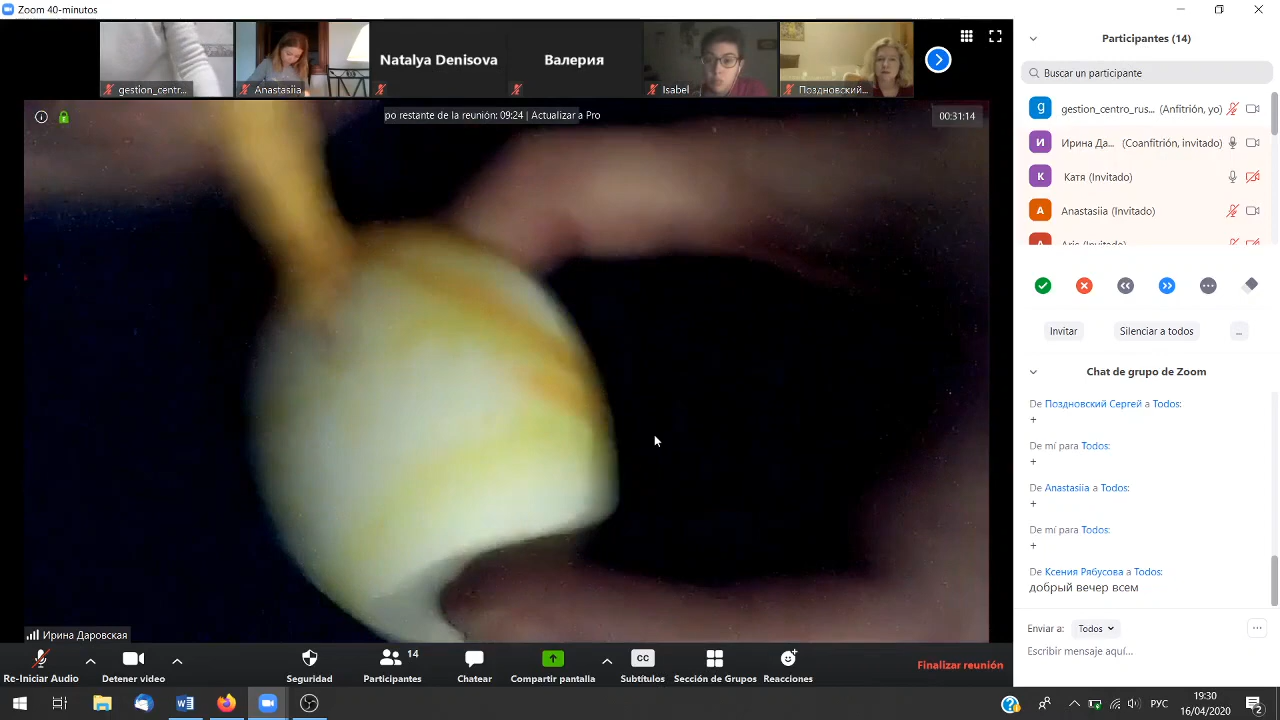 Zoom 40-minutos
gestion_centr...
Anastasiia
Natalya Denisova
Валерия
Isabel
Поздновский...
po restante de la reunión: 09:24 | Actualizar a Pro
00:31:14
Ирина Даровская
Participantes (14)
Buscar un participante
g gestion_centro_rus... (Anfitrión, yo)
И Ирина Да... (Coanfitrión, invitado)
К Катя (Invitado)
A Anastasiia (Invitado)
Invitar
Silenciar a todos
...
Chat de grupo de Zoom
De Поздновский Сергей a Todos:
+
De mí para Todos:
+
De Anastasiia a Todos:
+
De mí para Todos:
+
De Ксения Рябусова a Todos:
добрый вечер всем
Enviar a: Todos
Escribir mensaje aquí...
Re-Iniciar Audio
Detener video
Seguridad
14
Participantes
Chatear
Compartir pantalla
CC
Subtítulos
Sección de Grupos
Reacciones
Finalizar reunión
РУС
19:30
16/04/2020
2